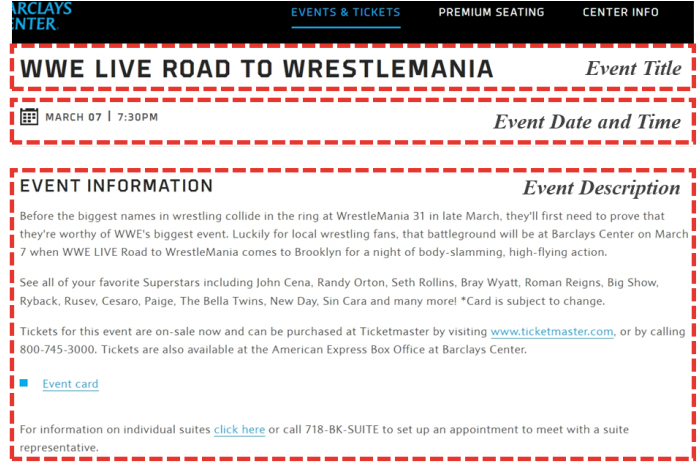 EVENTS & TICKETS PREMIUM SEATING CENTER INFO
WWE LIVE ROAD TO WRESTLEMANIA Event Title
MARCH 07 | 7:30PM Event Date and Time
EVENT INFORMATION Event Description
Before the biggest names in wrestling collide in the ring at WrestleMania 31 in late March, they'll first need to prove that
they're worthy of WWE's biggest event. Luckily for local wrestling fans, that battleground will be at Barclays Center on March
7 when WWE LIVE Road to WrestleMania comes to Brooklyn for a night of body-slamming, high-flying action.
See all of your favorite Superstars including John Cena, Randy Orton, Seth Rollins, Bray Wyatt, Roman Reigns, Big Show,
Ryback, Rusev, Cesaro, Paige, The Bella Twins, New Day, Sin Cara and many more! *Card is subject to change.
Tickets for this event are on-sale now and can be purchased at Ticketmaster by visiting www.ticketmaster.com, or by calling
800-745-3000. Tickets are also available at the American Express Box Office at Barclays Center.
Event card
For information on individual suites click here or call 718-BK-SUITE to set up an appointment to meet with a suite
representative.